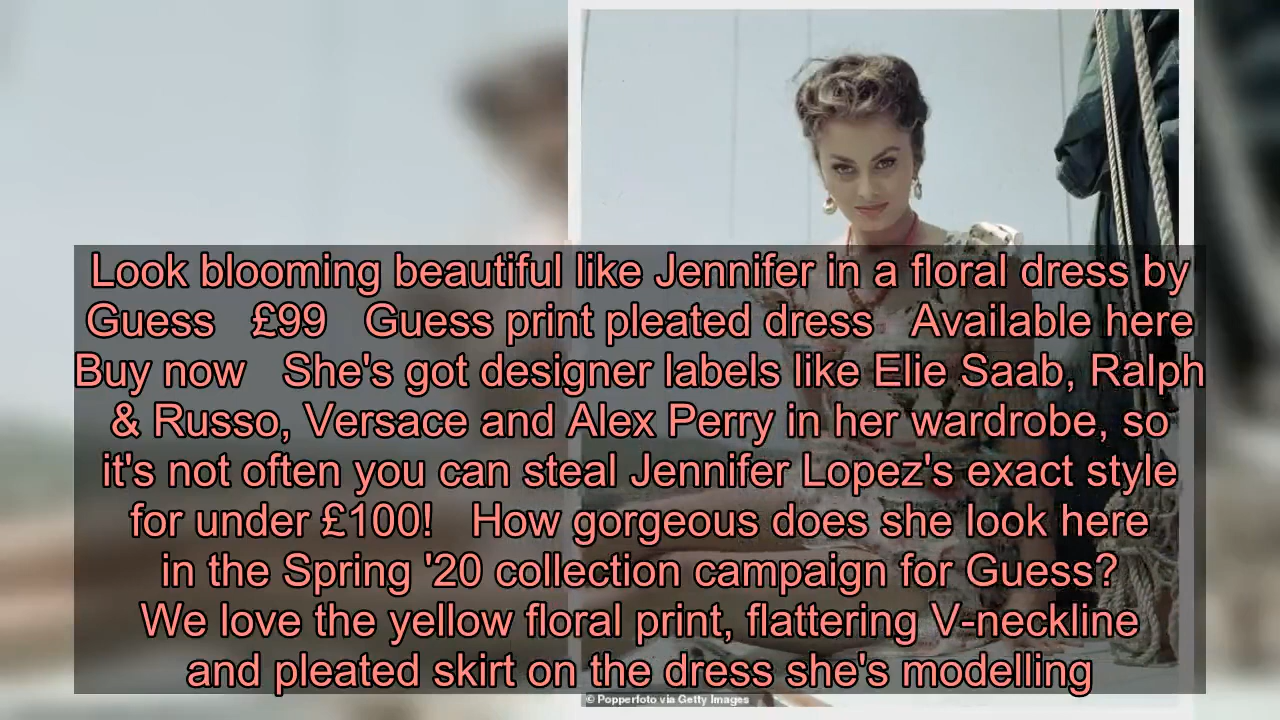 Look blooming beautiful like Jennifer in a floral dress by
Guess £99 Guess print pleated dress Available here
Buy now She's got designer labels like Elie Saab, Ralph
& Russo, Versace and Alex Perry in her wardrobe, so
it's not often you can steal Jennifer Lopez's exact style
for under £100! How gorgeous does she look here
in the Spring '20 collection campaign for Guess?
We love the yellow floral print, flattering V-neckline
and pleated skirt on the dress she's modelling
© Popperfoto via Getty Images